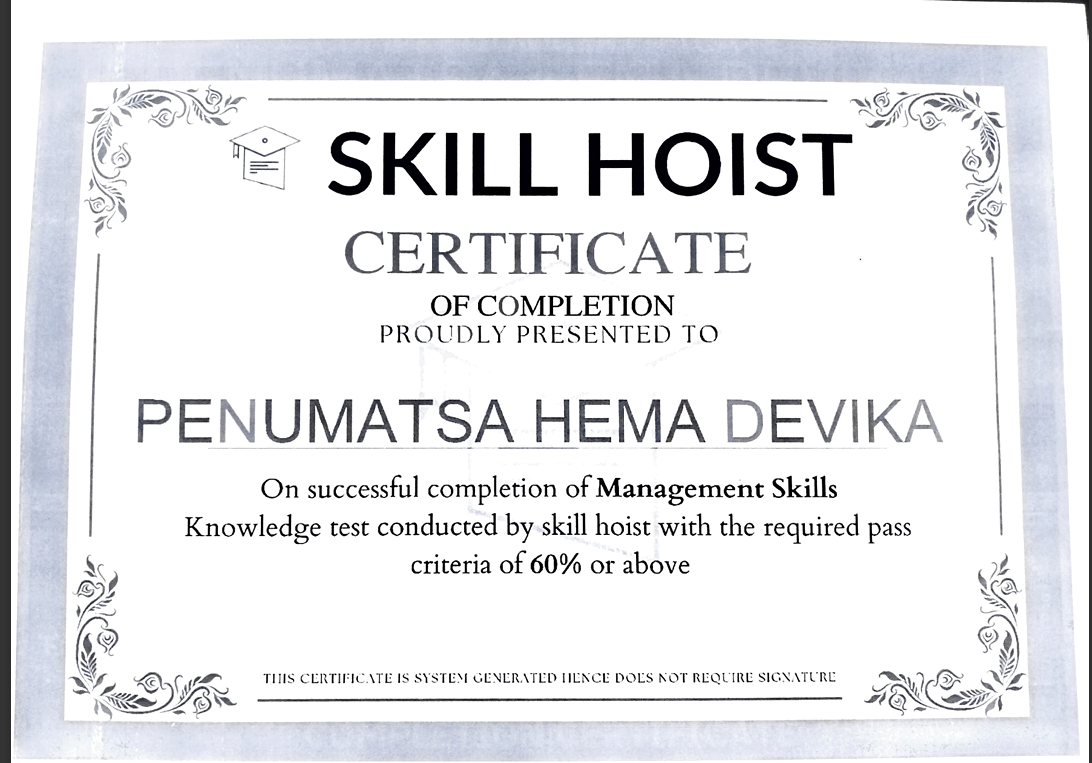 SKILL HOIST
CERTIFICATE
OF COMPLETION
PROUDLY PRESENTED TO
PENUMATSA HEMA DEVIKA
On successful completion of Management Skills
Knowledge test conducted by skill hoist with the required pass
criteria of 60% or above
THIS CERTIFICATE IS SYSTEM GENERATED HENCE DOES NOT REQUIRE SIGNATURE